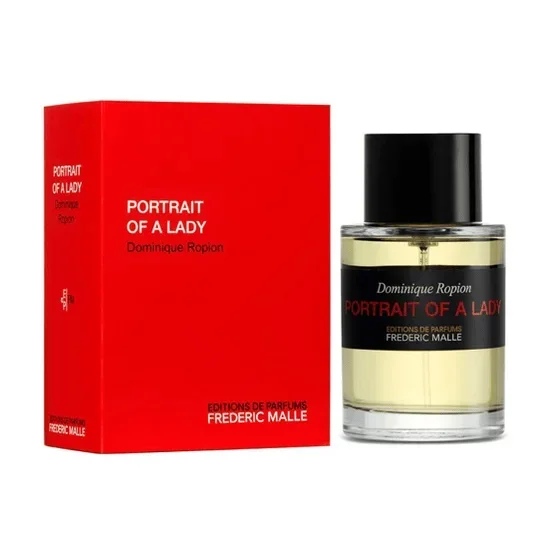 PORTRAIT
OF A LADY
Dominique
Ropion
EDITIONS DE PARFUMS
FREDERIC MALLE
PORTRAIT
OF A LADY
Dominique Ropion
EDITIONS DE PARFUMS
FREDERIC MALLE
Dominique Ropion
PORTRAIT OF A LADY
EDITIONS DE PARFUMS
FREDERIC MALLE